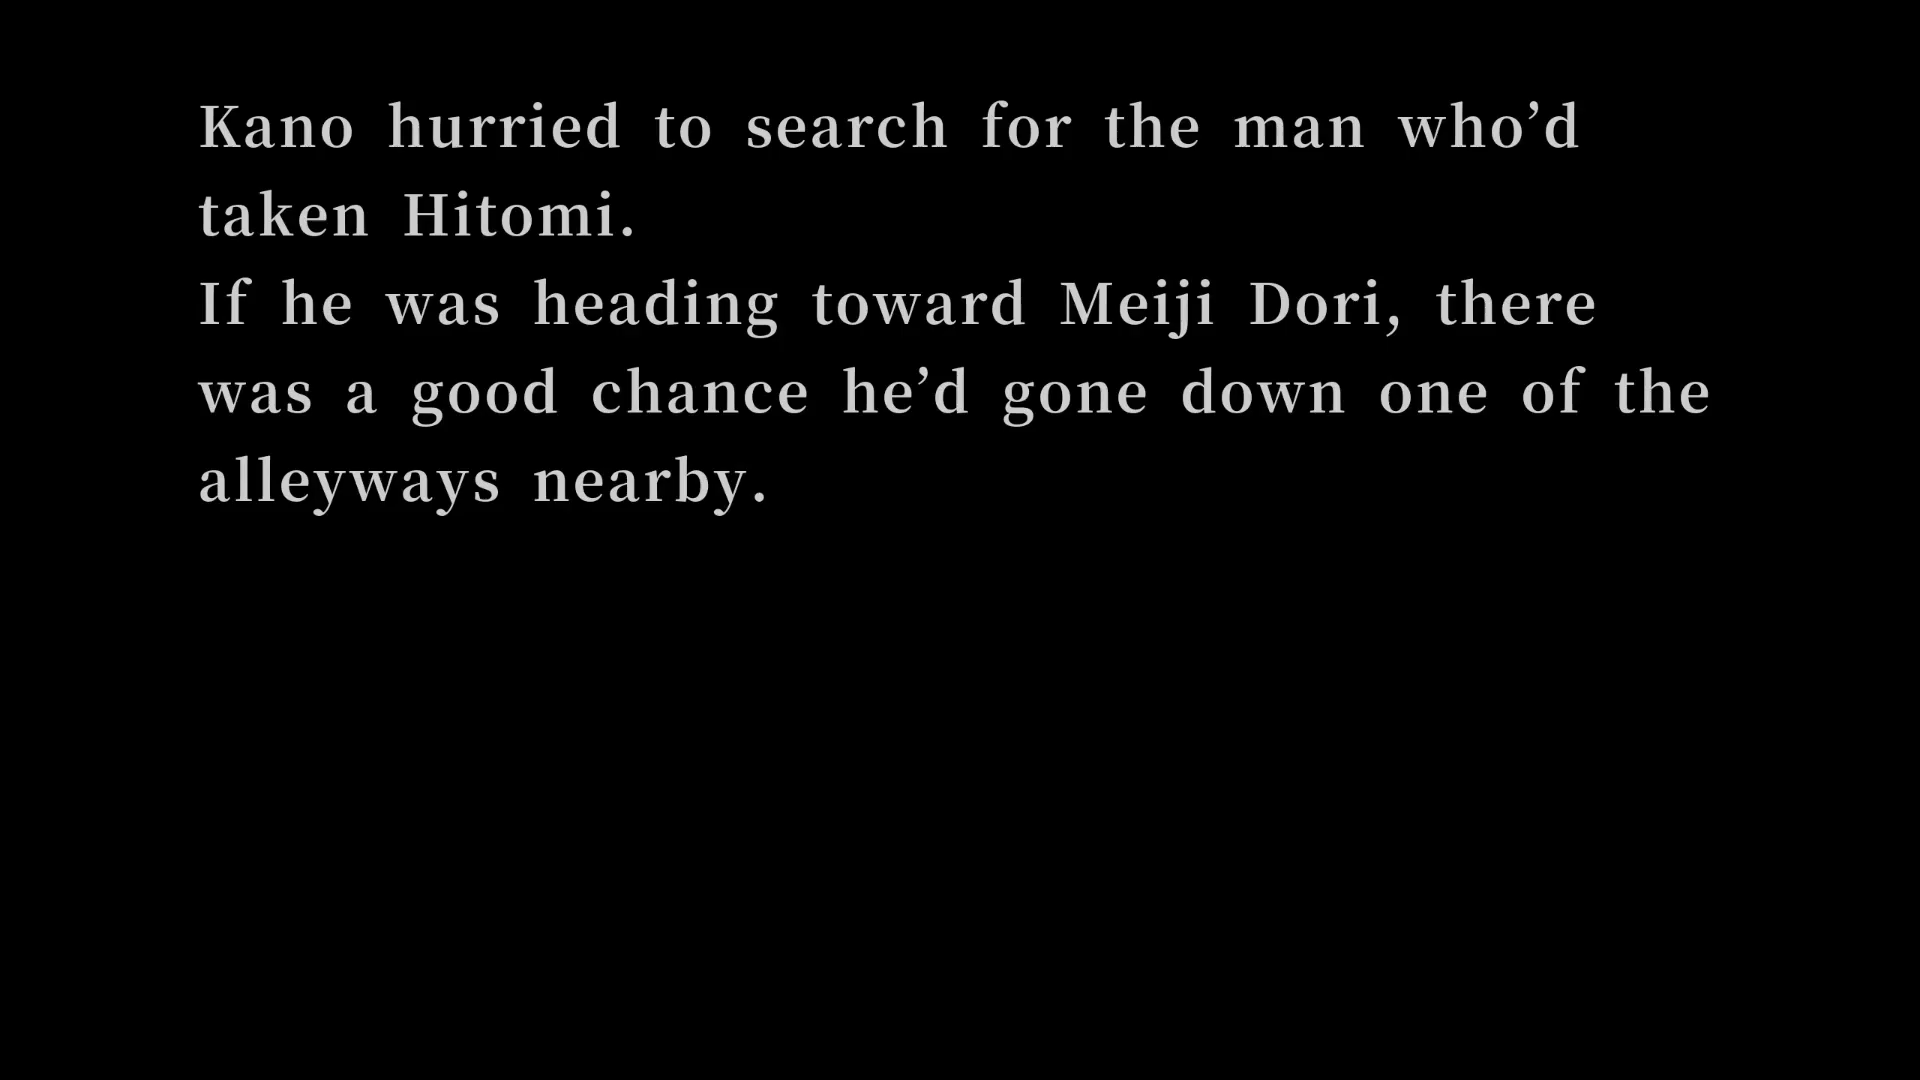 Kano hurried to search for the man who’d
taken Hitomi.
If he was heading toward Meiji Dori, there
was a good chance he’d gone down one of the
alleyways nearby.